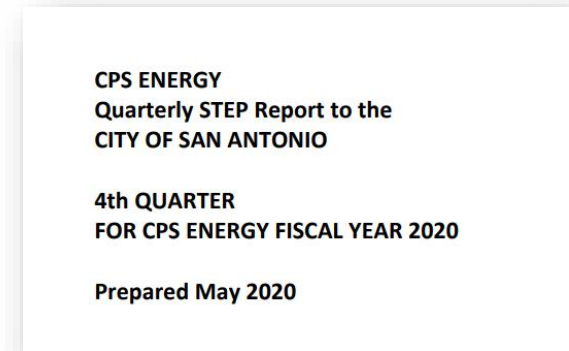 CPS ENERGY
Quarterly STEP Report to the
CITY OF SAN ANTONIO
4th QUARTER
FOR CPS ENERGY FISCAL YEAR 2020
Prepared May 2020